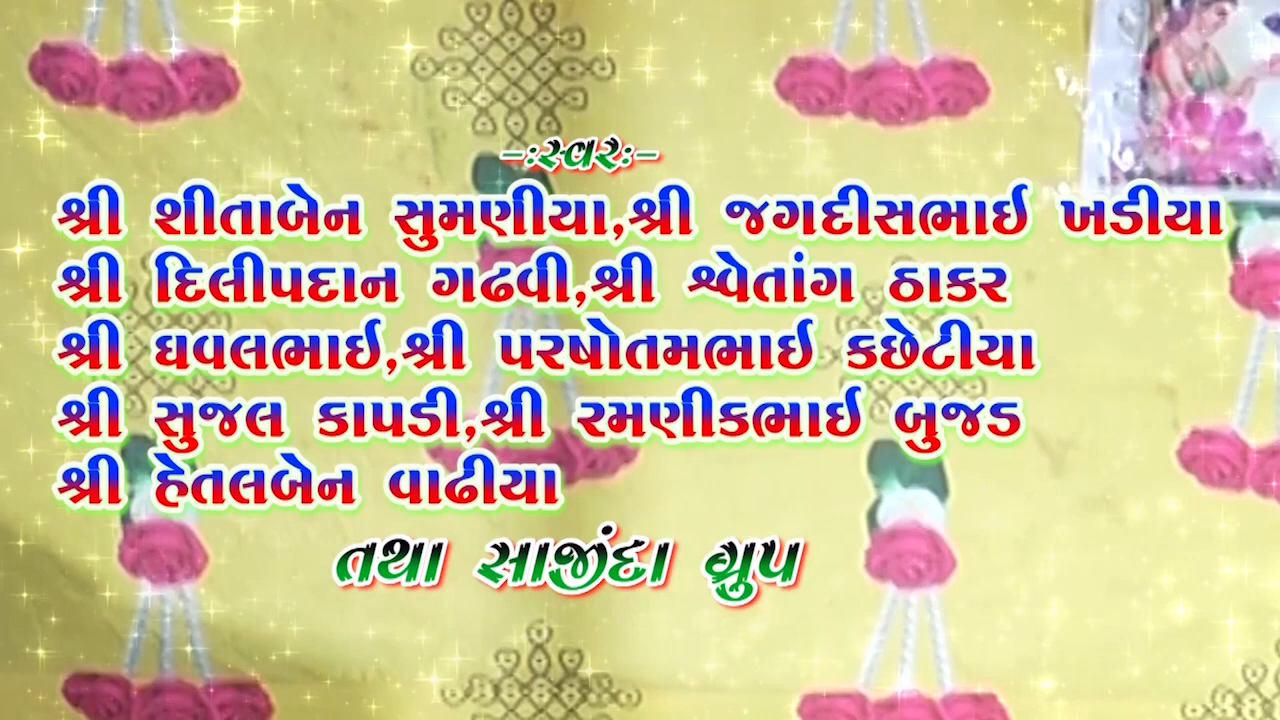 -:સ્વરઃ-
શ્રી શીતાબેન સુમણીયા,શ્રી જગદીસભાઇ ખડીયા
શ્રી દિલીપદાન ગઢવી,શ્રી શ્વેતાંગ ઠાકર
શ્રી ઘવલભાઇ,શ્રી પરષોતમભાઇ કછેટીયા
શ્રી સુજલ કાપડી,શ્રી રમણીકભાઇ બુજડ
શ્રી હેતલબેન વાઢીયા
તથા સાજીંદા ગ્રુપ